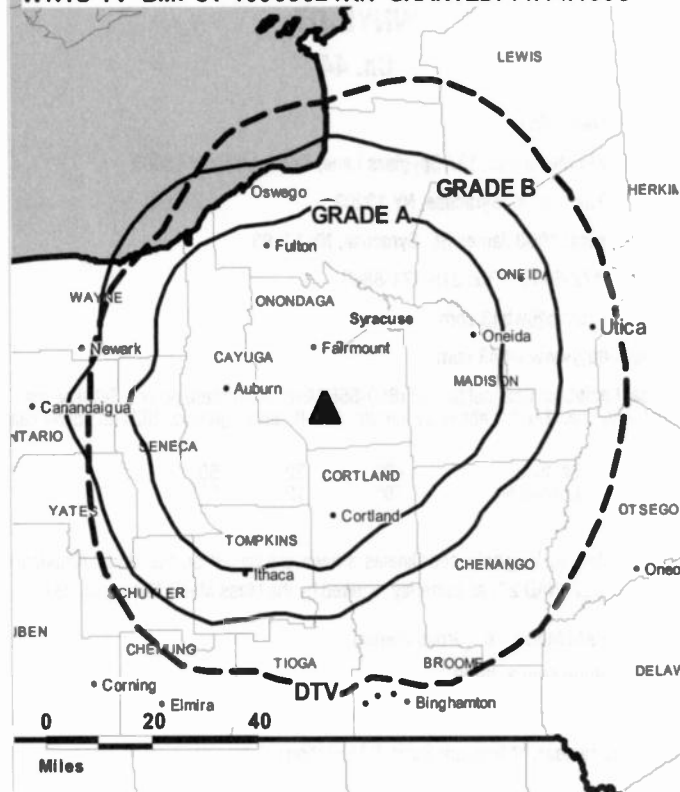 LEWIS
GRADE B
HERKIM
Oswego
GRADE A
Fulton
ONEIDA
WAYNE
ONONDAGA
Syracuse
Utica
Newark
Fairmount
Oneida
CAYUGA
Auburn
MADISON
Canandaigua
NTARIO
SENECA
CORTLAND
YATES
Cortland
OTSEGO
TOMPKINS
CHENANGO
Ithaca
Oneo
SCHUYLER
UBEN
CHEMUNG
TIOGA
BROOME
DELAW
Corning
DTV
Elmira
Binghamton
0 20 40
Miles